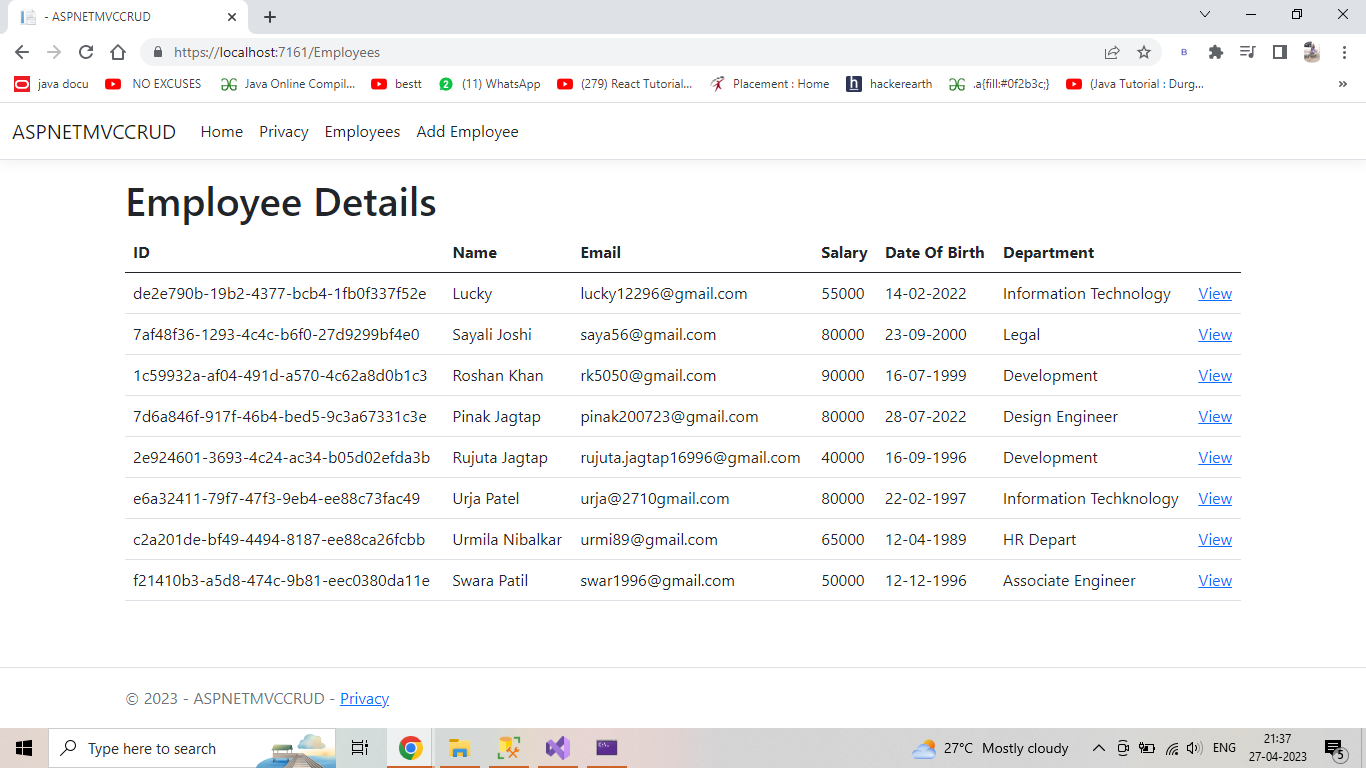 - ASPNETMVCCRUD
https://localhost:7161/Employees
java docu NO EXCUSES Java Online Compil... bestt (11) WhatsApp (279) React Tutorial... Placement : Home hackerearth .a{fill:#0f2b3c;} (Java Tutorial : Durg... »
ASPNETMVCCRUD Home Privacy Employees Add Employee
Employee Details
ID Name Email Salary Date Of Birth Department
de2e790b-19b2-4377-bcb4-1fb0f337f52e Lucky lucky12296@gmail.com 55000 14-02-2022 Information Technology View
7af48f36-1293-4c4c-b6f0-27d9299bf4e0 Sayali Joshi saya56@gmail.com 80000 23-09-2000 Legal View
1c59932a-af04-491d-a570-4c62a8d0b1c3 Roshan Khan rk5050@gmail.com 90000 16-07-1999 Development View
7d6a846f-917f-46b4-bed5-9c3a67331c3e Pinak Jagtap pinak200723@gmail.com 80000 28-07-2022 Design Engineer View
2e924601-3693-4c24-ac34-b05d02efda3b Rujuta Jagtap rujuta.jagtap16996@gmail.com 40000 16-09-1996 Development View
e6a32411-79f7-47f3-9eb4-ee88c73fac49 Urja Patel urja@2710gmail.com 80000 22-02-1997 Information Techknology View
c2a201de-bf49-4494-8187-ee88ca26fcbb Urmila Nibalkar urmi89@gmail.com 65000 12-04-1989 HR Depart View
f21410b3-a5d8-474c-9b81-eec0380da11e Swara Patil swar1996@gmail.com 50000 12-12-1996 Associate Engineer View
© 2023 - ASPNETMVCCRUD - Privacy
Type here to search 27°C Mostly cloudy ENG 21:37
27-04-2023 5